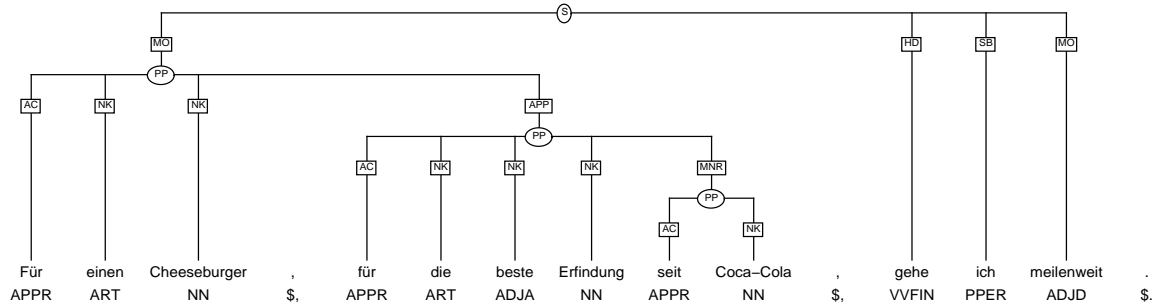 S
MO HD SB MO
PP
AC NK NK APP
PP
AC NK NK NK MNR
PP
AC NK
Für einen Cheeseburger , für die beste Erfindung seit Coca–Cola , gehe ich meilenweit .
APPR ART NN $, APPR ART ADJA NN APPR NN $, VVFIN PPER ADJD $.